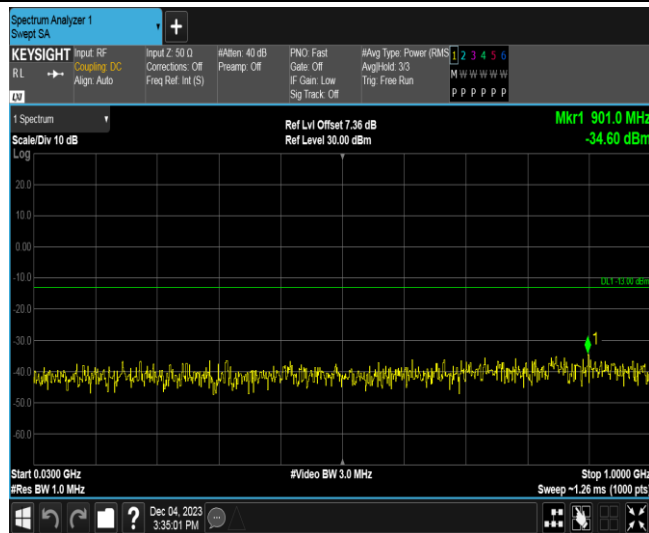 Spectrum Analyzer 1
Swept SA
+
KEYSIGHT
RL
Input: RF
Coupling: DC
Align: Auto
Input Z: 50 Ω
Corrections: Off
Freq Ref: Int (S)
#Atten: 40 dB
Preamp: Off
PNO: Fast
Gate: Off
IF Gain: Low
Sig Track: Off
#Avg Type: Power (RMS
Avg|Hold: 3/3
Trig: Free Run
1 2 3 4 5 6
M W W W W W
P P P P P P
1 Spectrum
Scale/Div 10 dB
Log
Ref Lvl Offset 7.36 dB
Ref Level 30.00 dBm
Mkr1 901.0 MHz
-34.60 dBm
20.0
10.0
0.00
-10.0
DL1 -13.00 dBm
-20.0
-30.0
1
-40.0
-50.0
-60.0
Start 0.0300 GHz
#Res BW 1.0 MHz
#Video BW 3.0 MHz
Stop 1.0000 GHz
Sweep ~1.26 ms (1000 pts)
?
Dec 04, 2023
3:35:01 PM